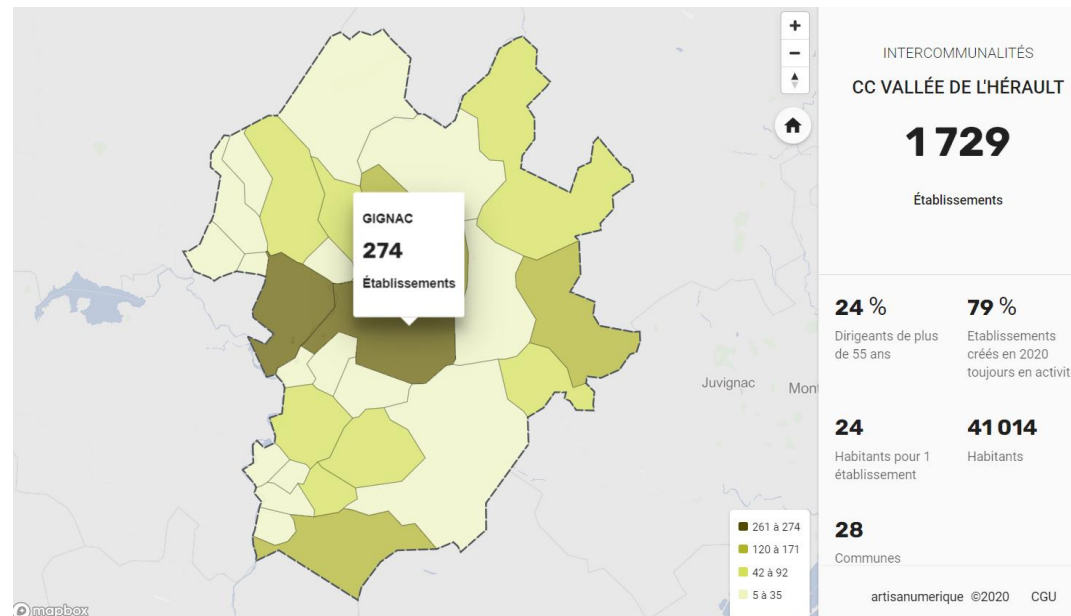 GIGNAC
274
Établissements
Juvignac
Mon
261 à 274
120 à 171
42 à 92
5 à 35
mapbox
INTERCOMMUNALITÉS
CC VALLÉE DE L'HÉRAULT
1 729
Établissements
24 %
Dirigeants de plus
de 55 ans
79 %
Etablissements
créés en 2020
toujours en activit
24
Habitants pour 1
établissement
41 014
Habitants
28
Communes
artisanumerique ©2020 CGU